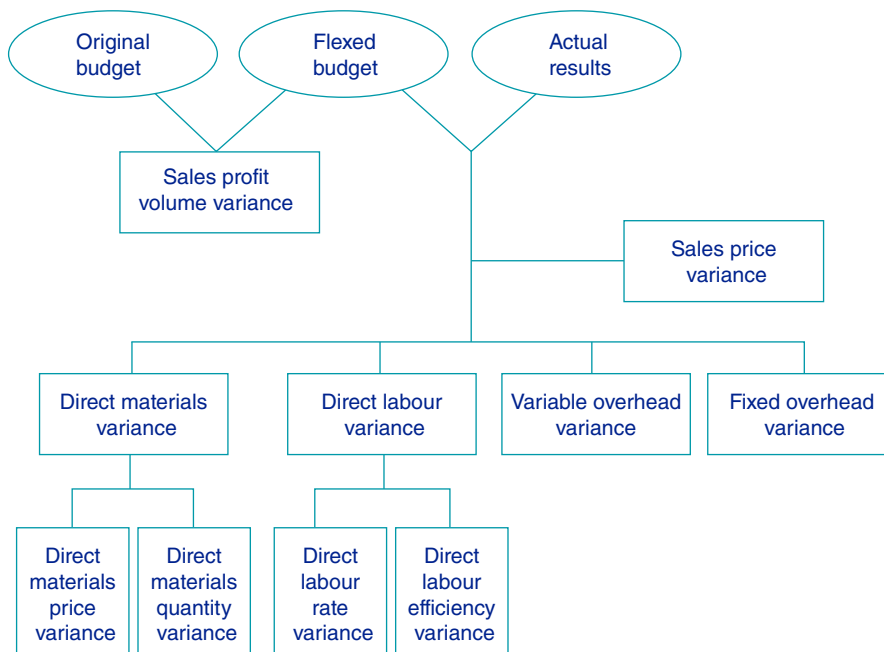 Original
budget
Flexed
budget
Actual
results
Sales profit
volume variance
Sales price
variance
Direct materials
variance
Direct labour
variance
Variable overhead
variance
Fixed overhead
variance
Direct
materials
price
variance
Direct
materials
quantity
variance
Direct
labour
rate
variance
Direct
labour
efficiency
variance